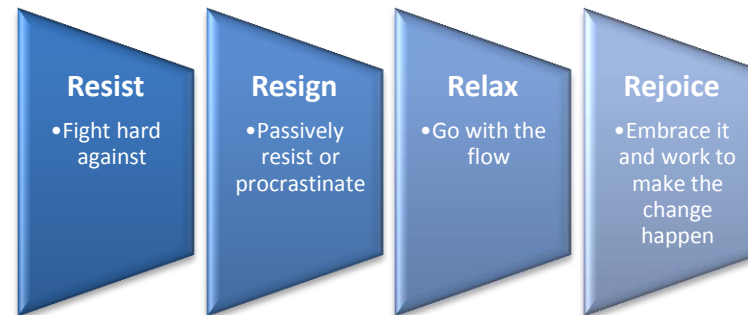 Resist
•Fight hard
against
Resign
•Passively
resist or
procrastinate
Relax
•Go with the
flow
Rejoice
•Embrace it
and work to
make the
change
happen